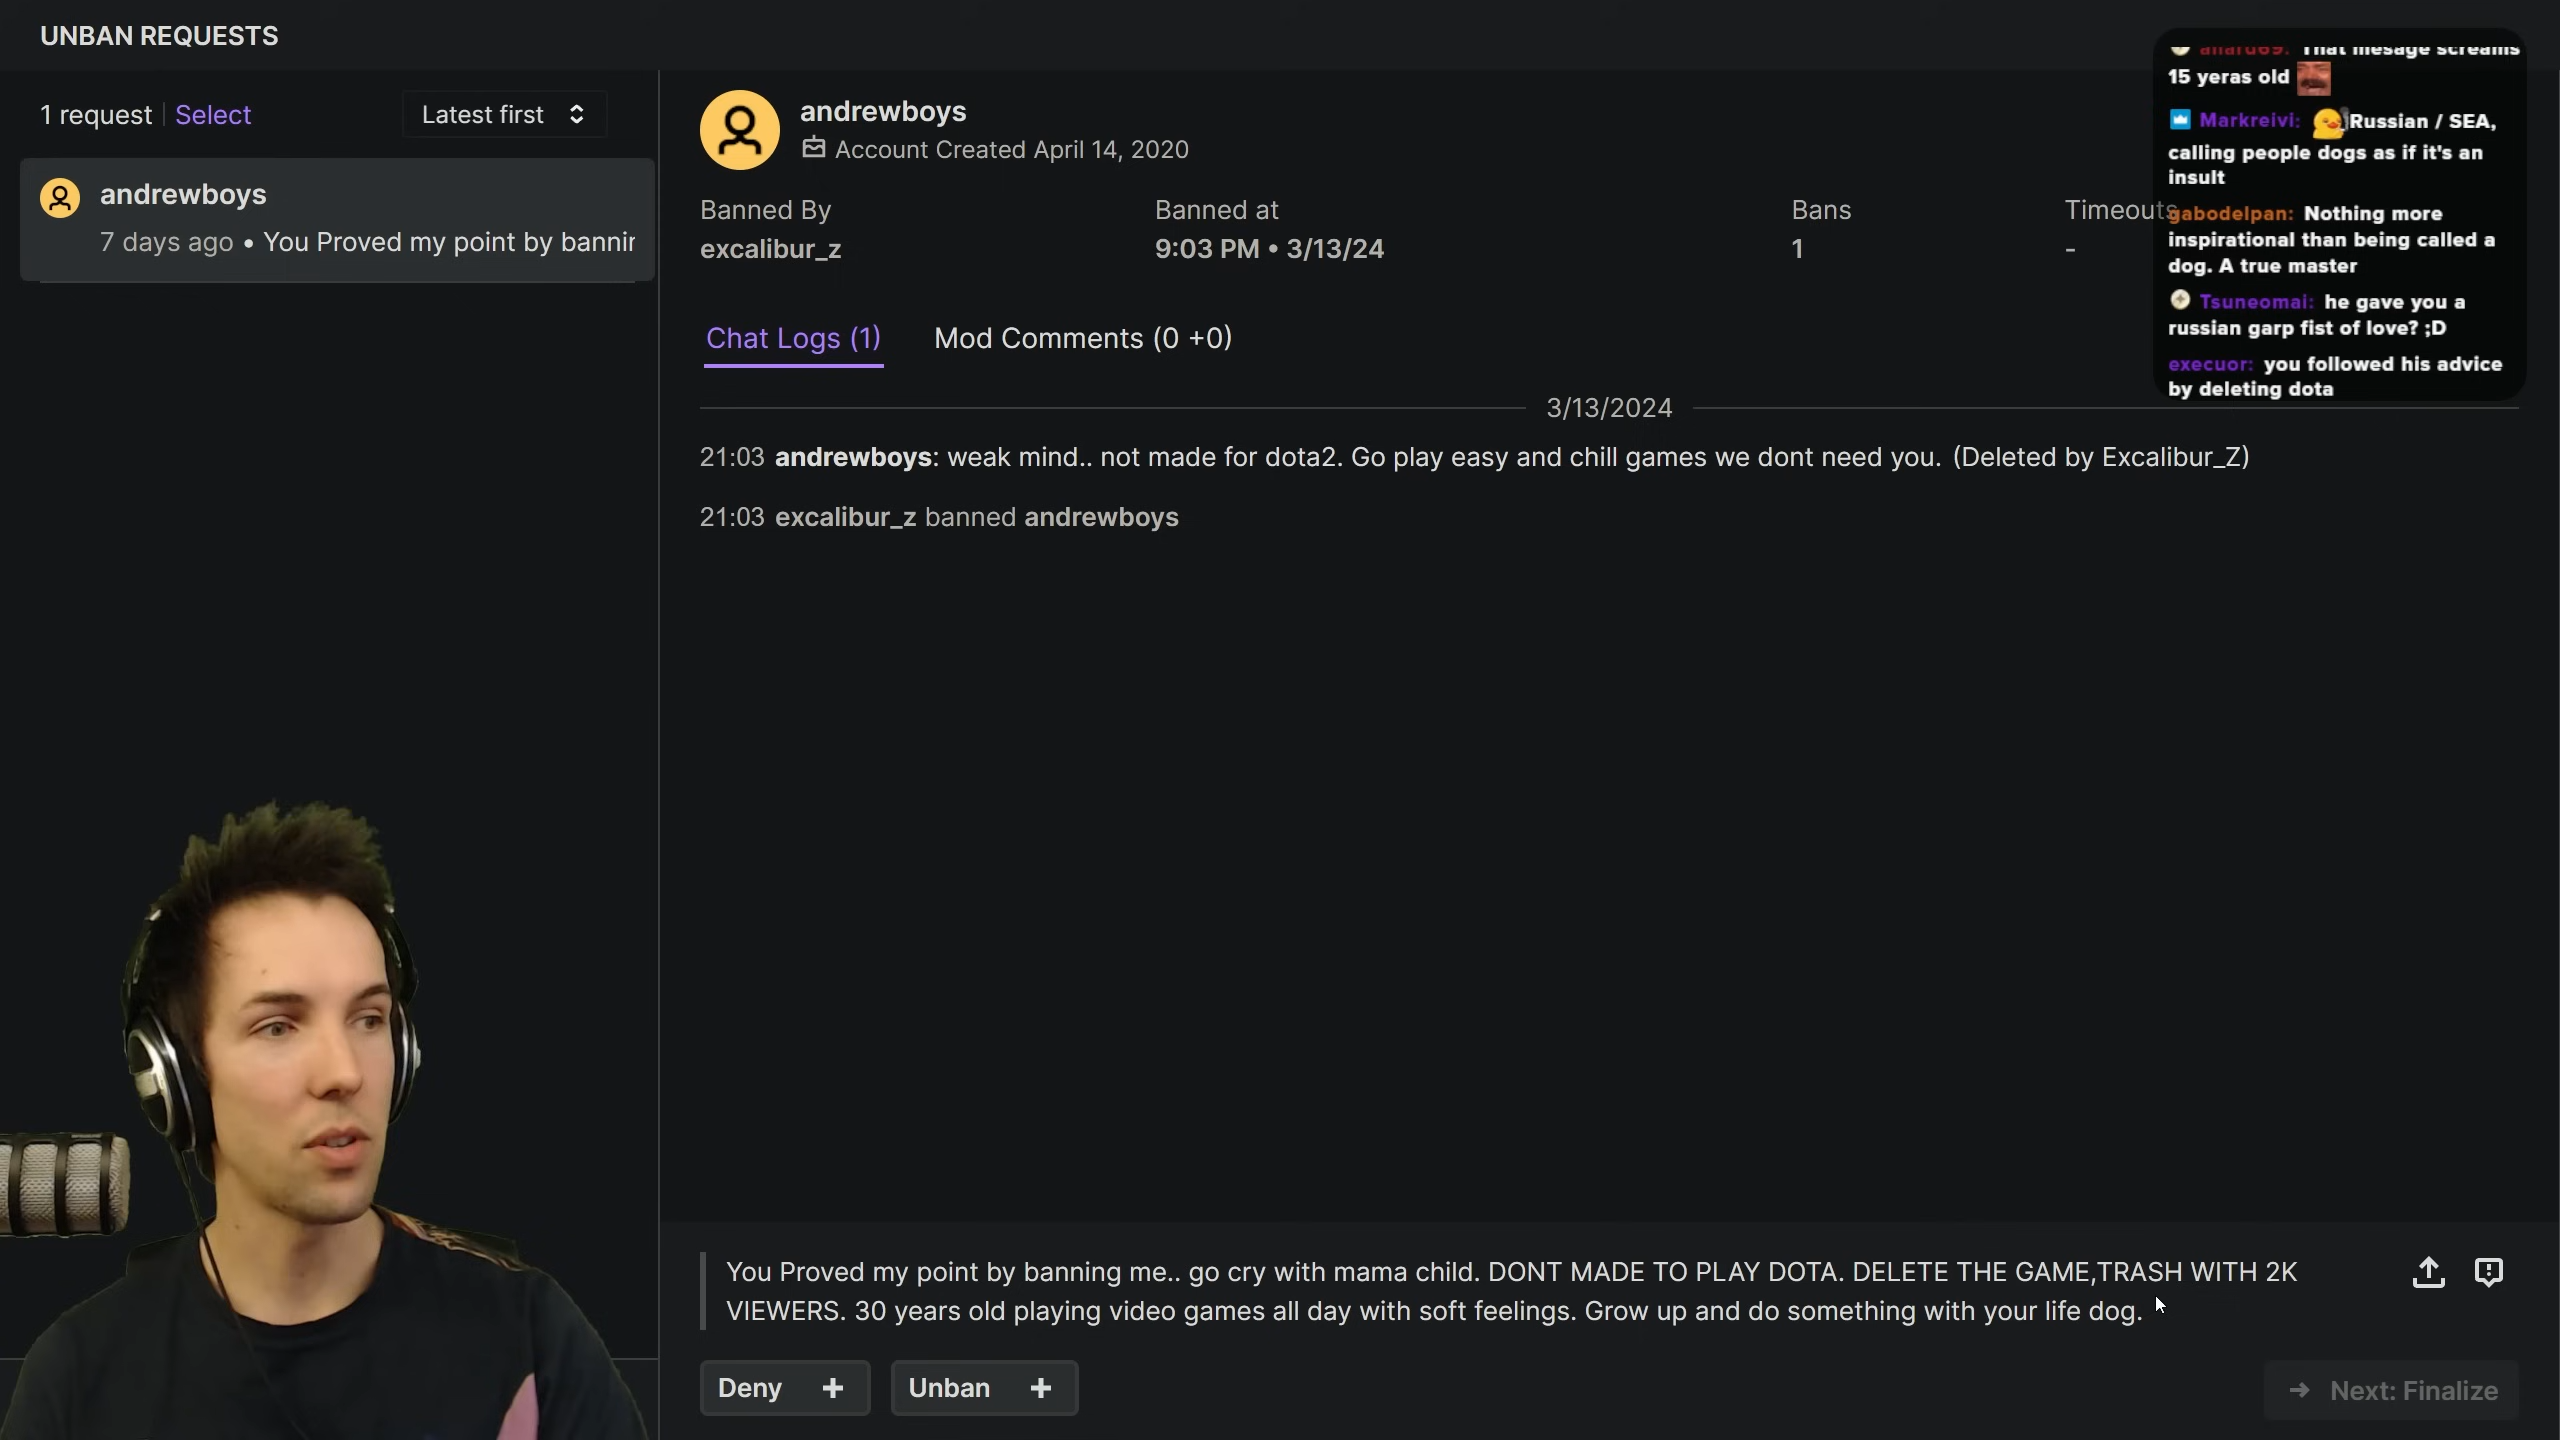 UNBAN REQUESTS
1 request
Select
Latest first
andrewboys
7 days ago • You Proved my point by bannir
andrewboys
Account Created April 14, 2020
Banned By
excalibur_z
Banned at
9:03 PM • 3/13/24
Bans
1
Timeouts
-
Chat Logs (1)
Mod Comments (0 +0)
3/13/2024
21:03 andrewboys: weak mind.. not made for dota2. Go play easy and chill games we dont need you. (Deleted by Excalibur_Z)
21:03 excalibur_z banned andrewboys
That mesage screams
15 yeras old
Markreivi: Russian / SEA,
calling people dogs as if it's an
insult
gabodelpan: Nothing more
inspirational than being called a
dog. A true master
Tsuneomai: he gave you a
russian garp fist of love? ;D
execuor: you followed his advice
by deleting dota
You Proved my point by banning me.. go cry with mama child. DONT MADE TO PLAY DOTA. DELETE THE GAME,TRASH WITH 2K
VIEWERS. 30 years old playing video games all day with soft feelings. Grow up and do something with your life dog.
Deny +
Unban +
Next: Finalize